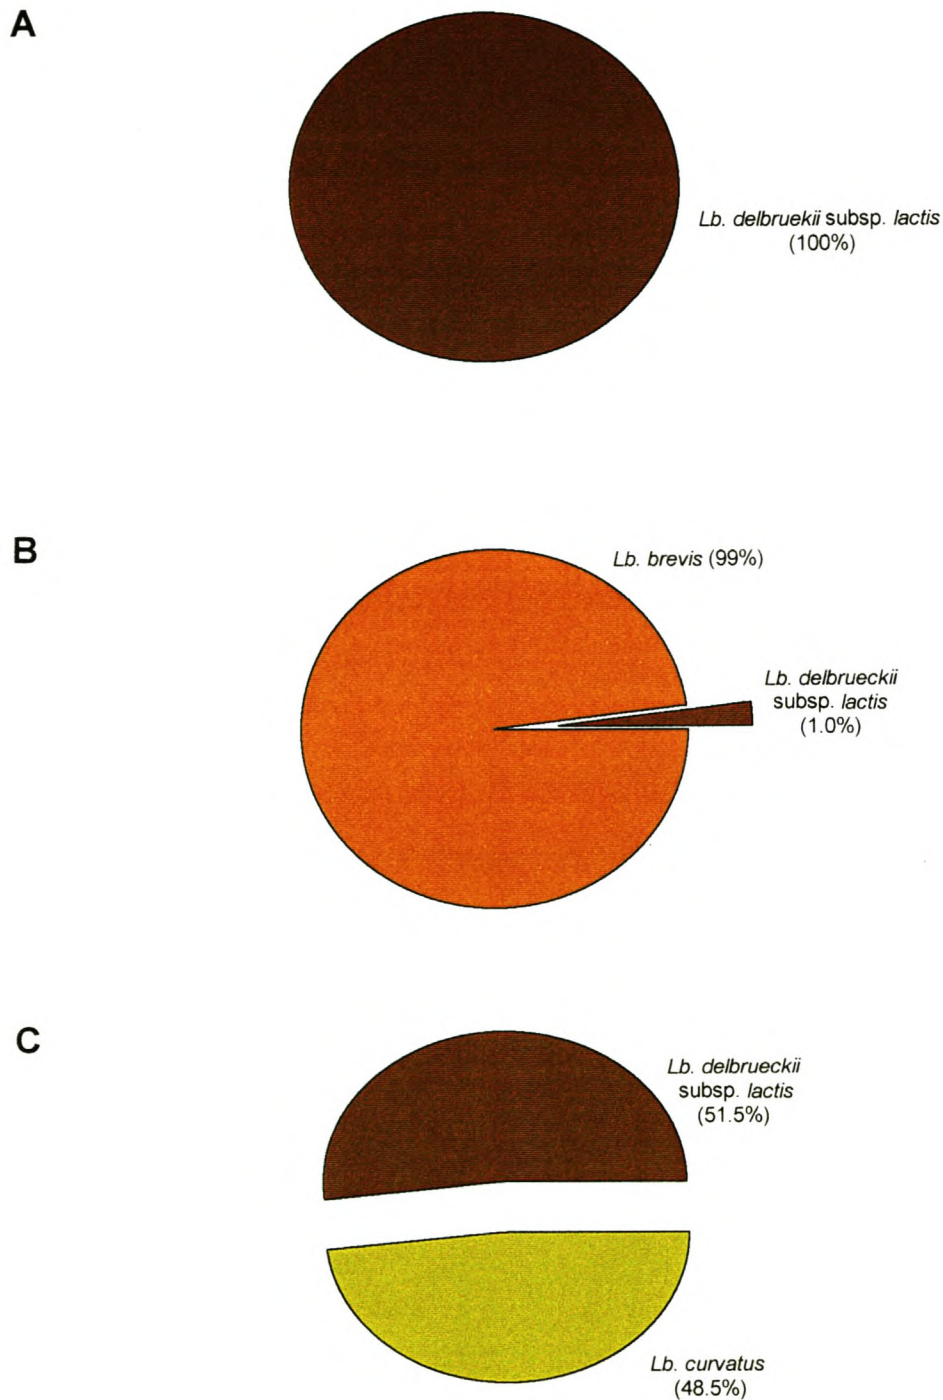 A
Lb. delbruekii subsp. lactis
(100%)
B
Lb. brevis (99%)
Lb. delbrueckii
subsp. lactis
(1.0%)
C
Lb. delbrueckii
subsp. lactis
(51.5%)
Lb. curvatus
(48.5%)